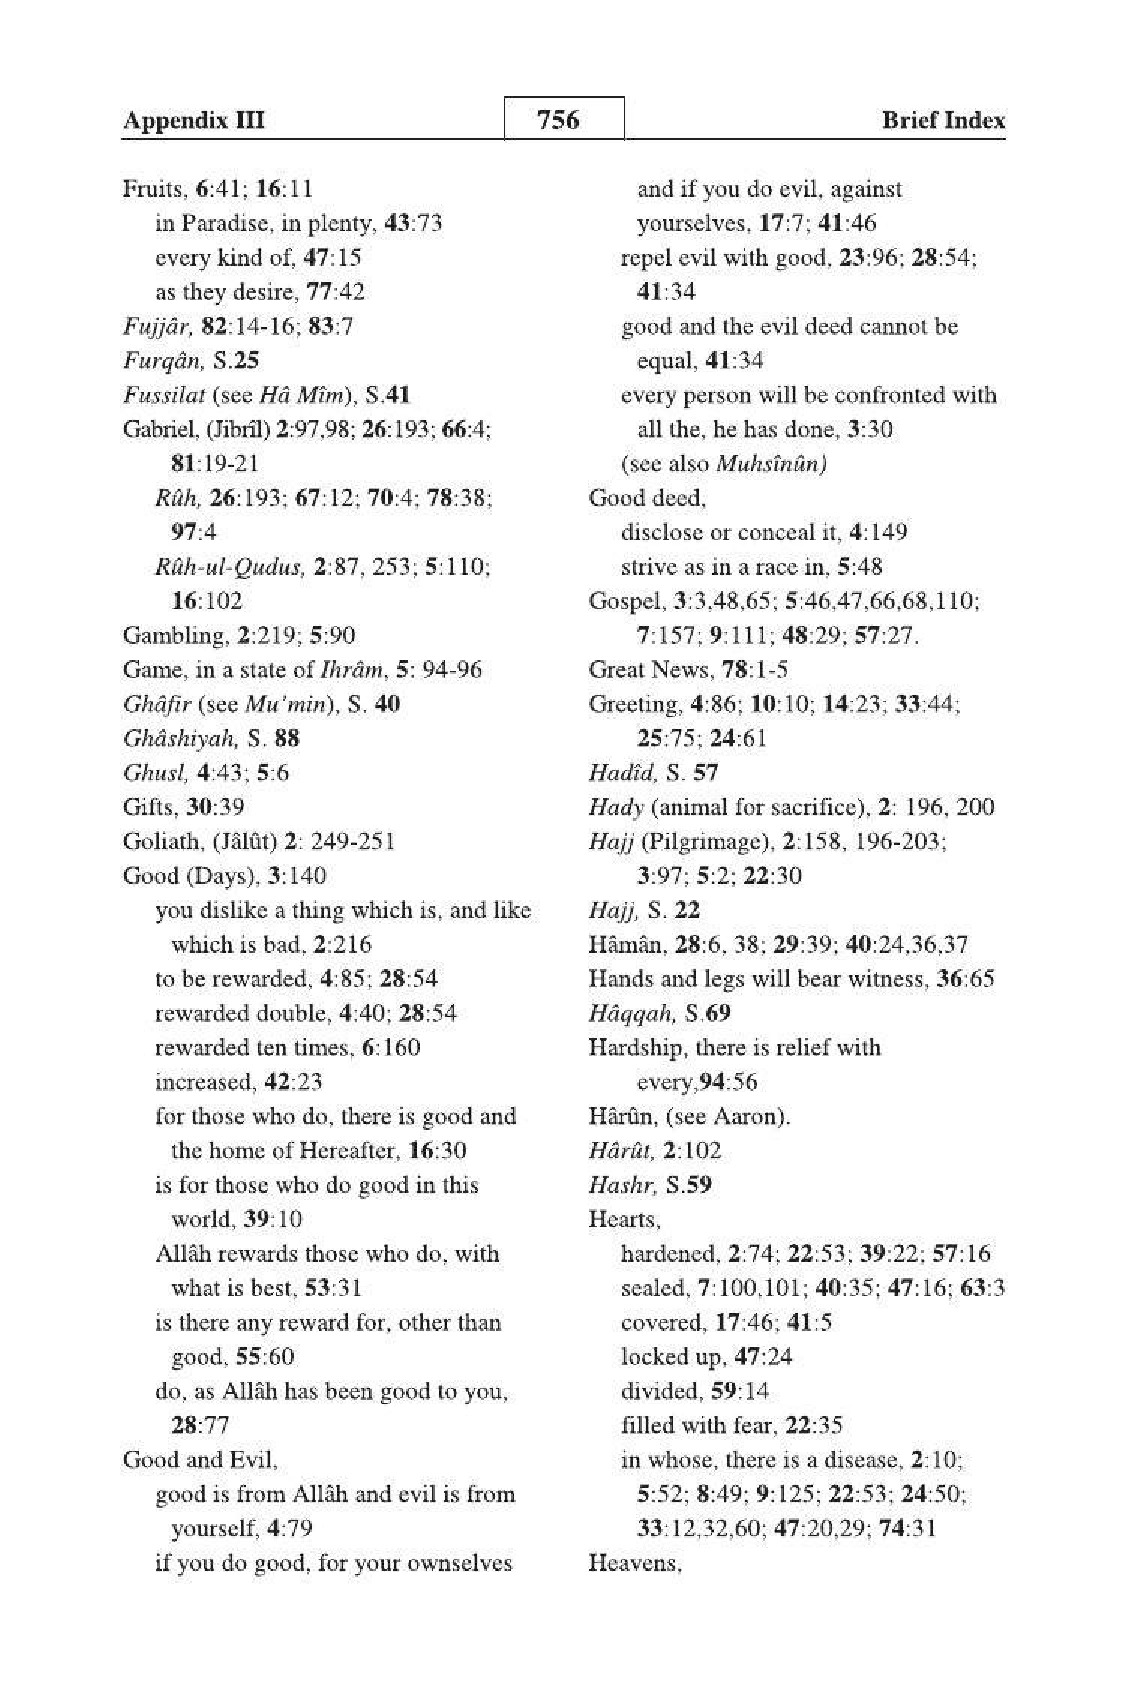 Appendix III 756 Brief Index
Fruits, 6:41; 16:11
in Paradise, in plenty, 43:73
every kind of, 47:15
as they desire, 77:42
Fujjâr, 82:14-16; 83:7
Furqân, S.25
Fussilat (see Hâ Mîm), S.41
Gabriel, (Jibrîl) 2:97,98; 26:193; 66:4;
81:19-21
Rûh, 26:193; 67:12; 70:4; 78:38;
97:4
Rûh-ul-Qudus, 2:87, 253; 5:110;
16:102
Gambling, 2:219; 5:90
Game, in a state of Ihrâm, 5: 94-96
Ghâfir (see Mu’min), S. 40
Ghâshiyah, S. 88
Ghusl, 4:43; 5:6
Gifts, 30:39
Goliath, (Jâlût) 2: 249-251
Good (Days), 3:140
you dislike a thing which is, and like
which is bad, 2:216
to be rewarded, 4:85; 28:54
rewarded double, 4:40; 28:54
rewarded ten times, 6:160
increased, 42:23
for those who do, there is good and
the home of Hereafter, 16:30
is for those who do good in this
world, 39:10
Allâh rewards those who do, with
what is best, 53:31
is there any reward for, other than
good, 55:60
do, as Allâh has been good to you,
28:77
Good and Evil,
good is from Allâh and evil is from
yourself, 4:79
if you do good, for your ownselves
and if you do evil, against
yourselves, 17:7; 41:46
repel evil with good, 23:96; 28:54;
41:34
good and the evil deed cannot be
equal, 41:34
every person will be confronted with
all the, he has done, 3:30
(see also Muhsînûn)
Good deed,
disclose or conceal it, 4:149
strive as in a race in, 5:48
Gospel, 3:3,48,65; 5:46,47,66,68,110;
7:157; 9:111; 48:29; 57:27.
Great News, 78:1-5
Greeting, 4:86; 10:10; 14:23; 33:44;
25:75; 24:61
Hadîd, S. 57
Hady (animal for sacrifice), 2: 196, 200
Hajj (Pilgrimage), 2:158, 196-203;
3:97; 5:2; 22:30
Hajj, S. 22
Hâmân, 28:6, 38; 29:39; 40:24,36,37
Hands and legs will bear witness, 36:65
Hâqqah, S.69
Hardship, there is relief with
every,94:56
Hârûn, (see Aaron).
Hârût, 2:102
Hashr, S.59
Hearts,
hardened, 2:74; 22:53; 39:22; 57:16
sealed, 7:100,101; 40:35; 47:16; 63:3
covered, 17:46; 41:5
locked up, 47:24
divided, 59:14
filled with fear, 22:35
in whose, there is a disease, 2:10;
5:52; 8:49; 9:125; 22:53; 24:50;
33:12,32,60; 47:20,29; 74:31
Heavens,